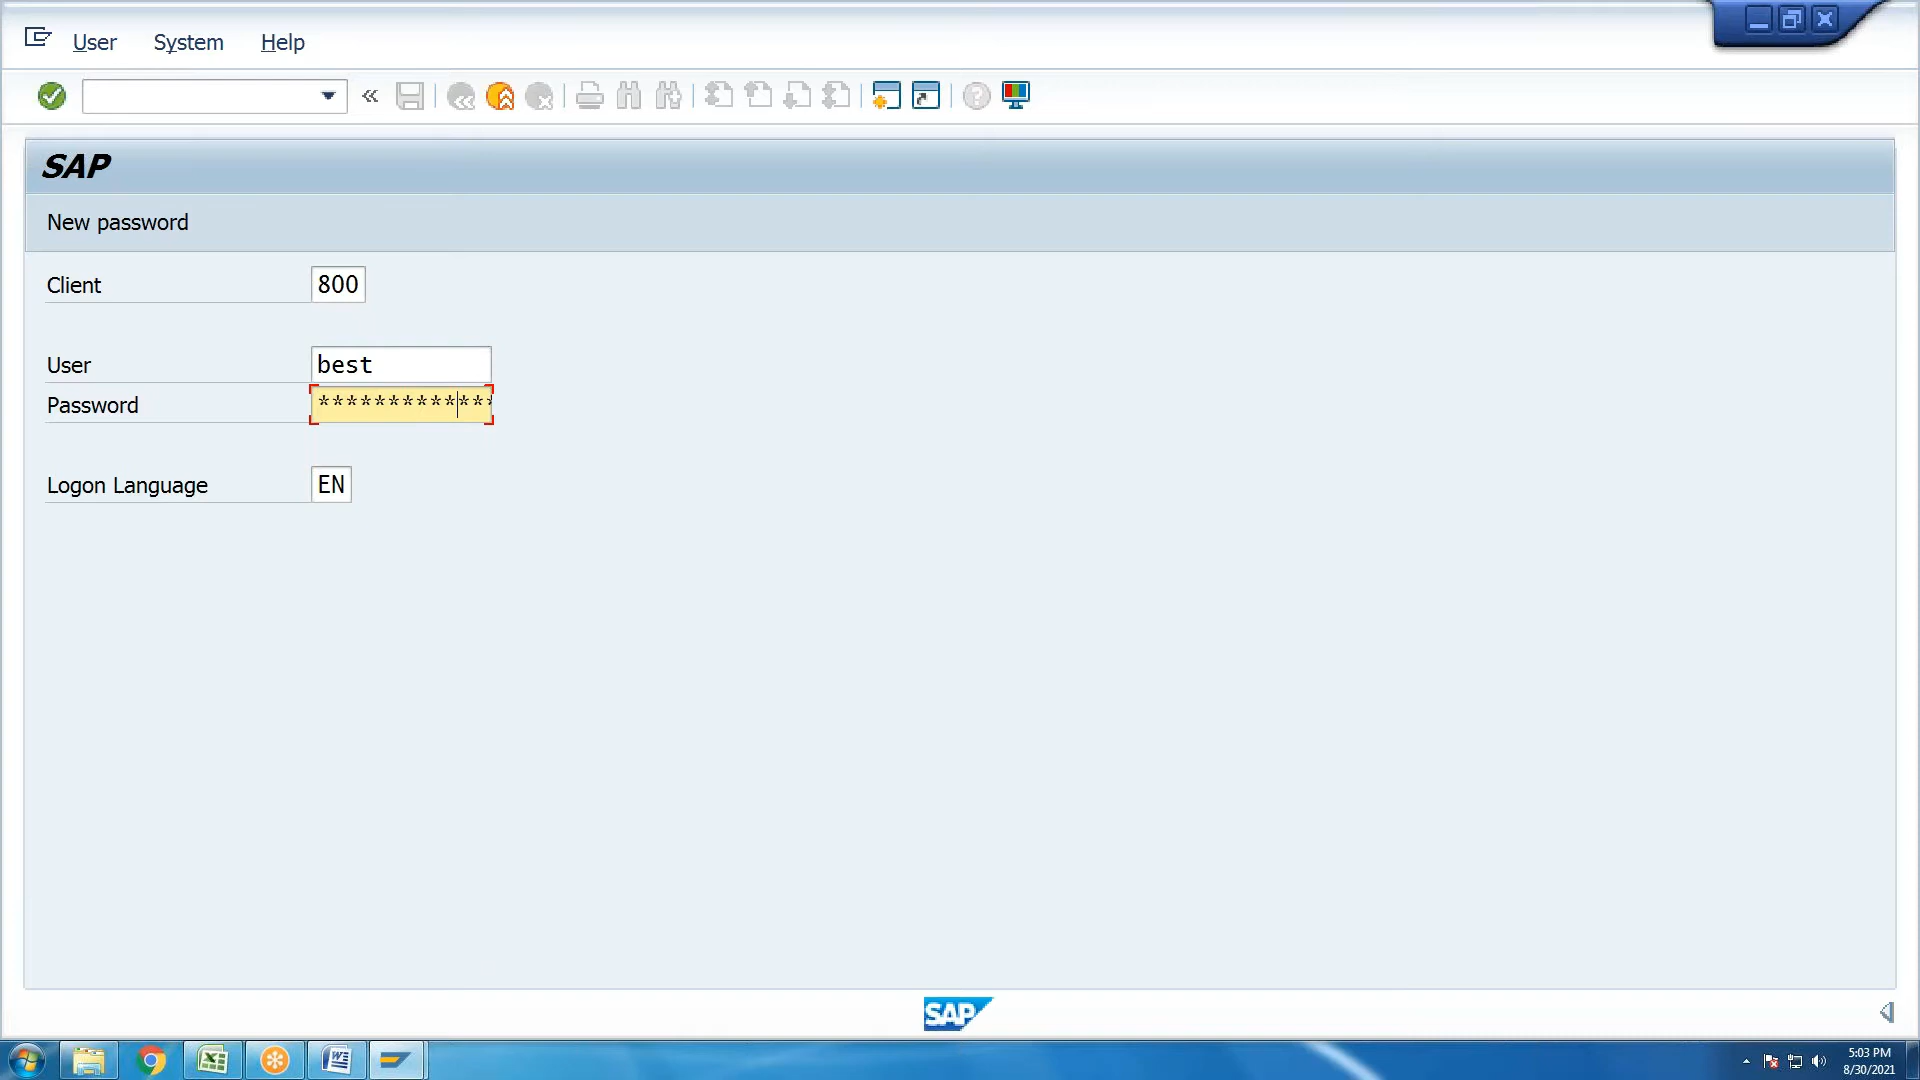 User System Help
SAP
New password
Client 800
User best
Password **************
Logon Language EN
SAP
5:03 PM
8/30/2021